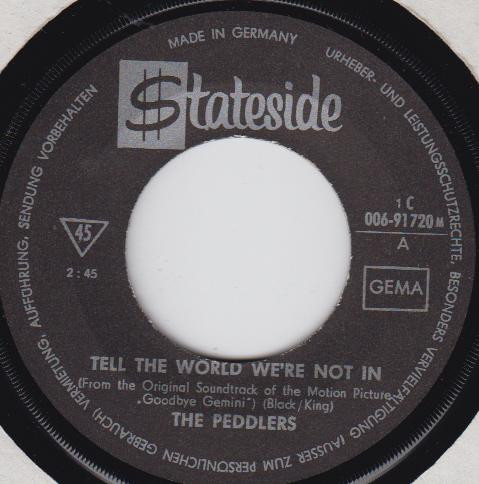 MADE IN GERMANY
URHEBER- UND LEISTUNGSSCHUTZRECHTE, BESONDERS VERVIELFÄLTIGUNG (AUSSER ZUM PERSÖNLICHEN GEBRAUCH) VERMIETUNG, AUFFÜHRUNG, SENDUNG VORBEHALTEN
$tateside
45
2:45
1 C
006-91720 M
A
GEMA
TELL THE WORLD WE'RE NOT IN
(From the Original Soundtrack of the Motion Picture
„Goodbye Gemini") (Black/King)
THE PEDDLERS